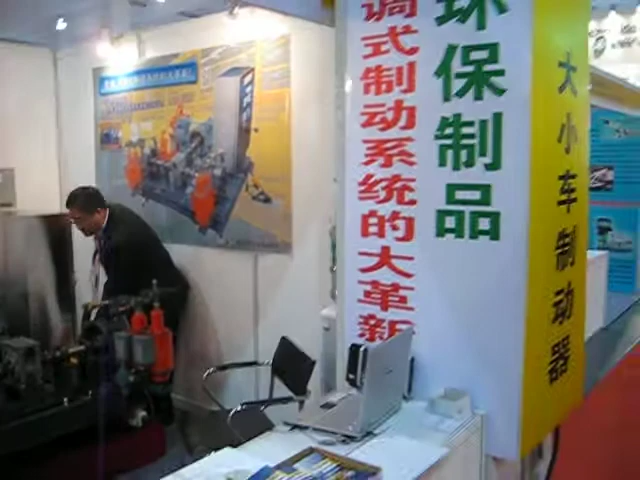 调式制动系统的大革新
环保制品
大小车制动器